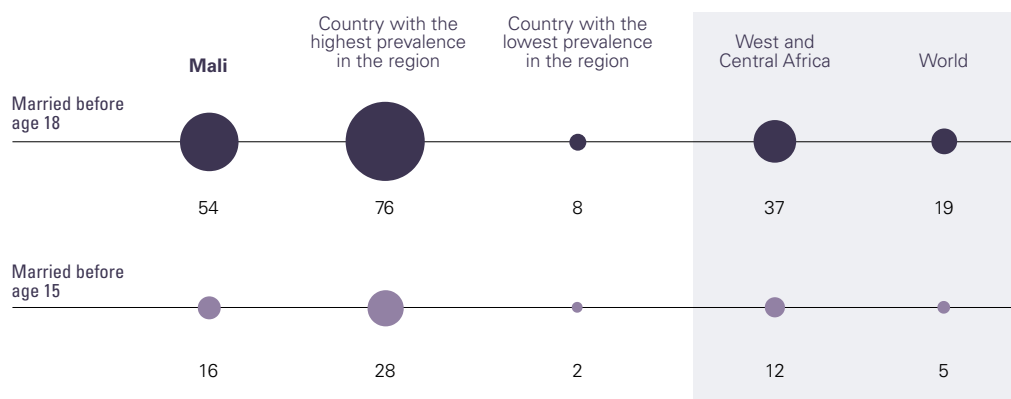 Mali
Country with the
highest prevalence
in the region
Country with the
lowest prevalence
in the region
West and
Central Africa
World
Married before
age 18
54
76
8
37
19
Married before
age 15
16
28
2
12
5